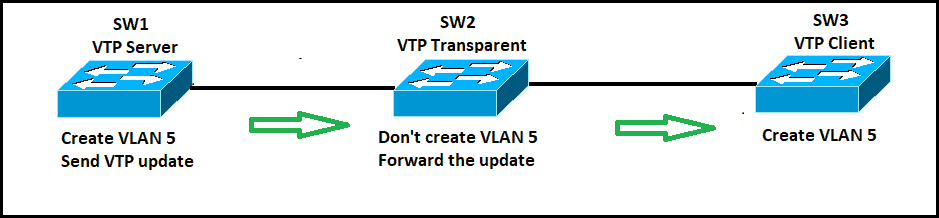 SW1
VTP Server
Create VLAN 5
Send VTP update
SW2
VTP Transparent
Don't create VLAN 5
Forward the update
SW3
VTP Client
Create VLAN 5